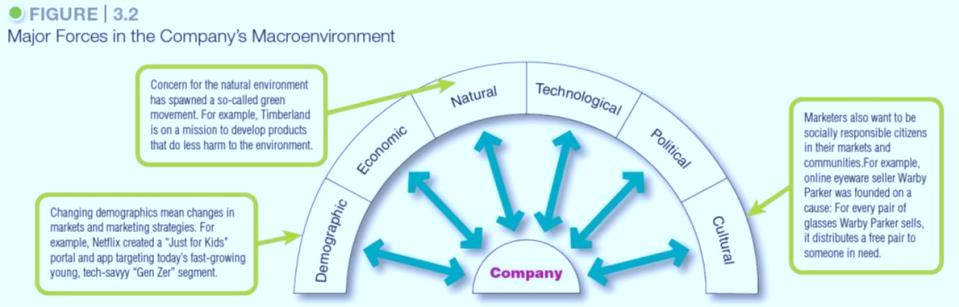 FIGURE | 3.2
Major Forces in the Company's Macroenvironment
Concern for the natural environment
has spawned a so-called green
movement. For example, Timberland
is on a mission to develop products
that do less harm to the environment.
Changing demographics mean changes in
markets and marketing strategies. For
example, Netflix created a "Just for Kids"
portal and app targeting today's fast-growing
young, tech-savyy "Gen Zer" segment.
Demographic
Economic
Natural
Technological
Political
Cultural
Company
Marketers also want to be
socially responsible citizens
in their markets and
communities.For example,
online eyeware seller Warby
Parker was founded on a
cause: For every pair of
glasses Warby Parker sells,
it distributes a free pair to
someone in need.